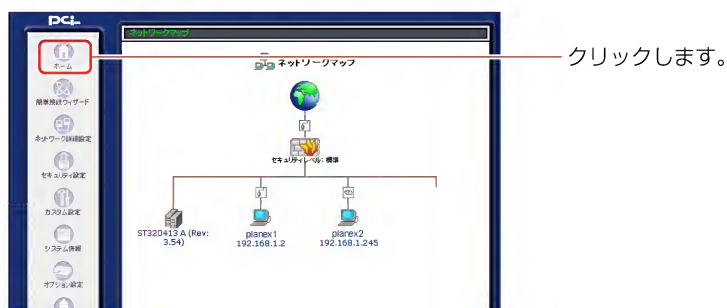 PCi
ネットワークマップ
ホーム
簡単接続ウィザード
ネットワーク詳細設定
セキュリティ設定
カスタム設定
システム情報
オプション設定
ネットワークマップ
セキュリティレベル: 標準
ST320413 A (Rev:
3.54)
planex1
192.168.1.2
planex2
192.168.1.245
クリックします。